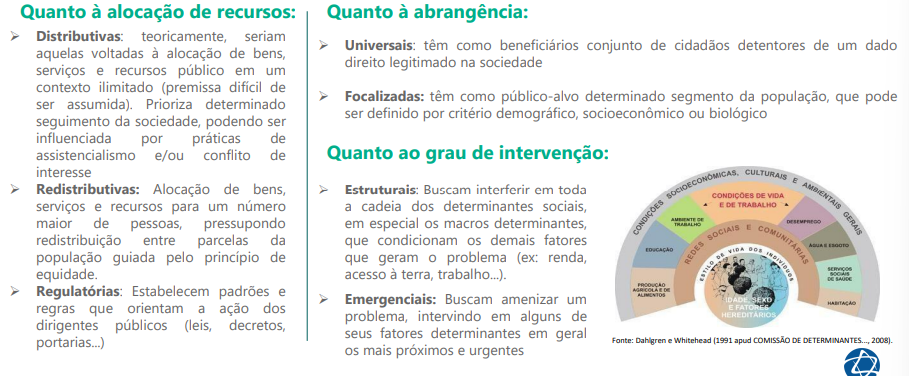 Quanto à alocação de recursos:
➢ Distributivas: teoricamente, seriam
aquelas voltadas à alocação de bens,
serviços e recursos público em um
contexto ilimitado (premissa difícil de
ser assumida). Prioriza determinado
seguimento da sociedade, podendo ser
influenciada por práticas de
assistencialismo e/ou conflito de
interesse
➢ Redistributivas: Alocação de bens,
serviços e recursos para um número
maior de pessoas, pressupondo
redistribuição entre parcelas da
população guiada pelo princípio de
equidade.
➢ Regulatórias: Estabelecem padrões e
regras que orientam a ação dos
dirigentes públicos (leis, decretos,
portarias...)
Quanto à abrangência:
➢ Universais: têm como beneficiários conjunto de cidadãos detentores de um dado
direito legitimado na sociedade
➢ Focalizadas: têm como público-alvo determinado segmento da população, que pode
ser definido por critério demográfico, socioeconômico ou biológico
Quanto ao grau de intervenção:
➢ Estruturais: Buscam interferir em toda
a cadeia dos determinantes sociais,
em especial os macros determinantes,
que condicionam os demais fatores
que geram o problema (ex: renda,
acesso à terra, trabalho...).
➢ Emergenciais: Buscam amenizar um
problema, intervindo em alguns de
seus fatores determinantes em geral
os mais próximos e urgentes
CONDIÇÕES SOCIOECONÔMICAS, CULTURAIS E AMBIENTAIS GERAIS
CONDIÇÕES DE VIDA
E DE TRABALHO
AMBIENTE DE
TRABALHO
DESEMPREGO
EDUCAÇÃO
ÁGUA E ESGOTO
PRODUÇÃO
AGRÍCOLA E DE
ALIMENTOS
SERVIÇOS
SOCIAIS
DE SAÚDE
HABITAÇÃO
REDES SOCIAIS E COMUNITÁRIAS
ESTILO DE VIDA DOS INDIVÍDUOS
IDADE, SEXO
E FATORES
HEREDITÁRIOS
Fonte: Dahlgren e Whitehead (1991 apud COMISSÃO DE DETERMINANTES..., 2008).